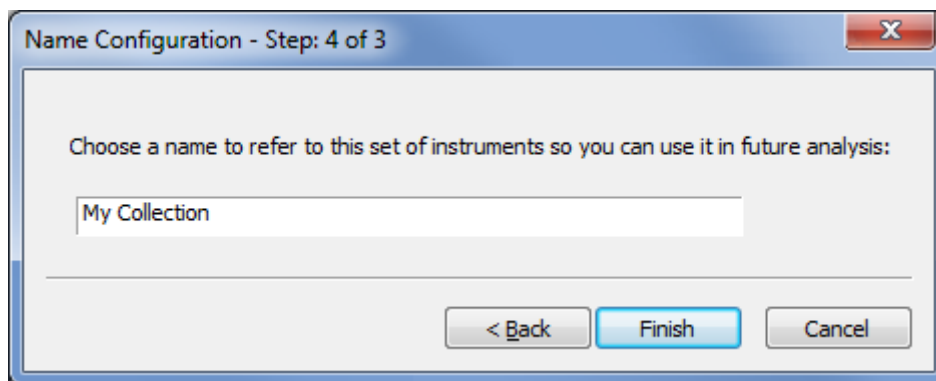 Name Configuration - Step: 4 of 3
Choose a name to refer to this set of instruments so you can use it in future analysis:
My Collection
< Back
Finish
Cancel